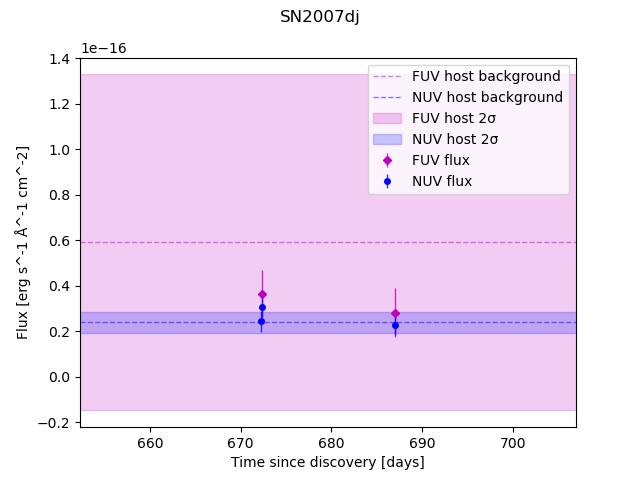 SN2007dj
1e−16
FUV host background
NUV host background
FUV host 2σ
NUV host 2σ
FUV flux
NUV flux
1.4
1.2
1.0
0.8
0.6
0.4
0.2
0.0
−0.2
Flux [erg s^-1 Å^-1 cm^-2]
660 670 680 690 700
Time since discovery [days]